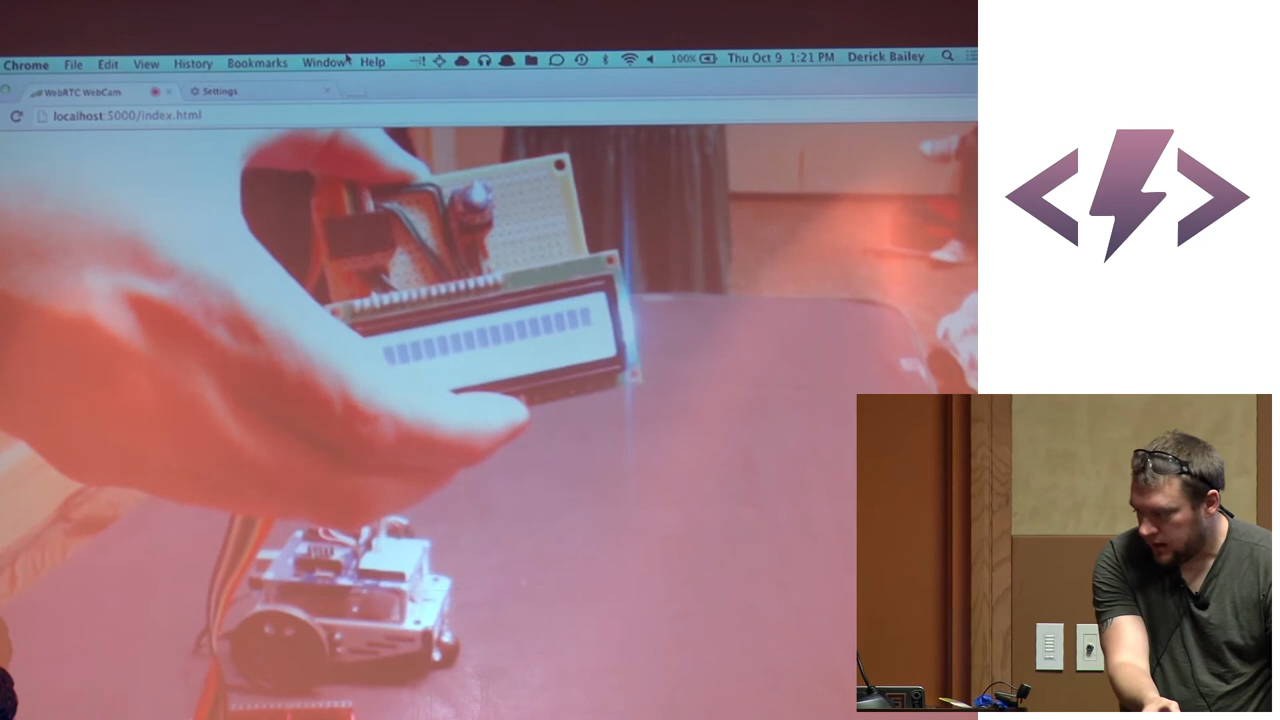 Chrome File Edit View History Bookmarks Window Help 100% Thu Oct 9 1:21 PM Derick Bailey
WebRTC WebCam Settings
localhost:5000/index.html